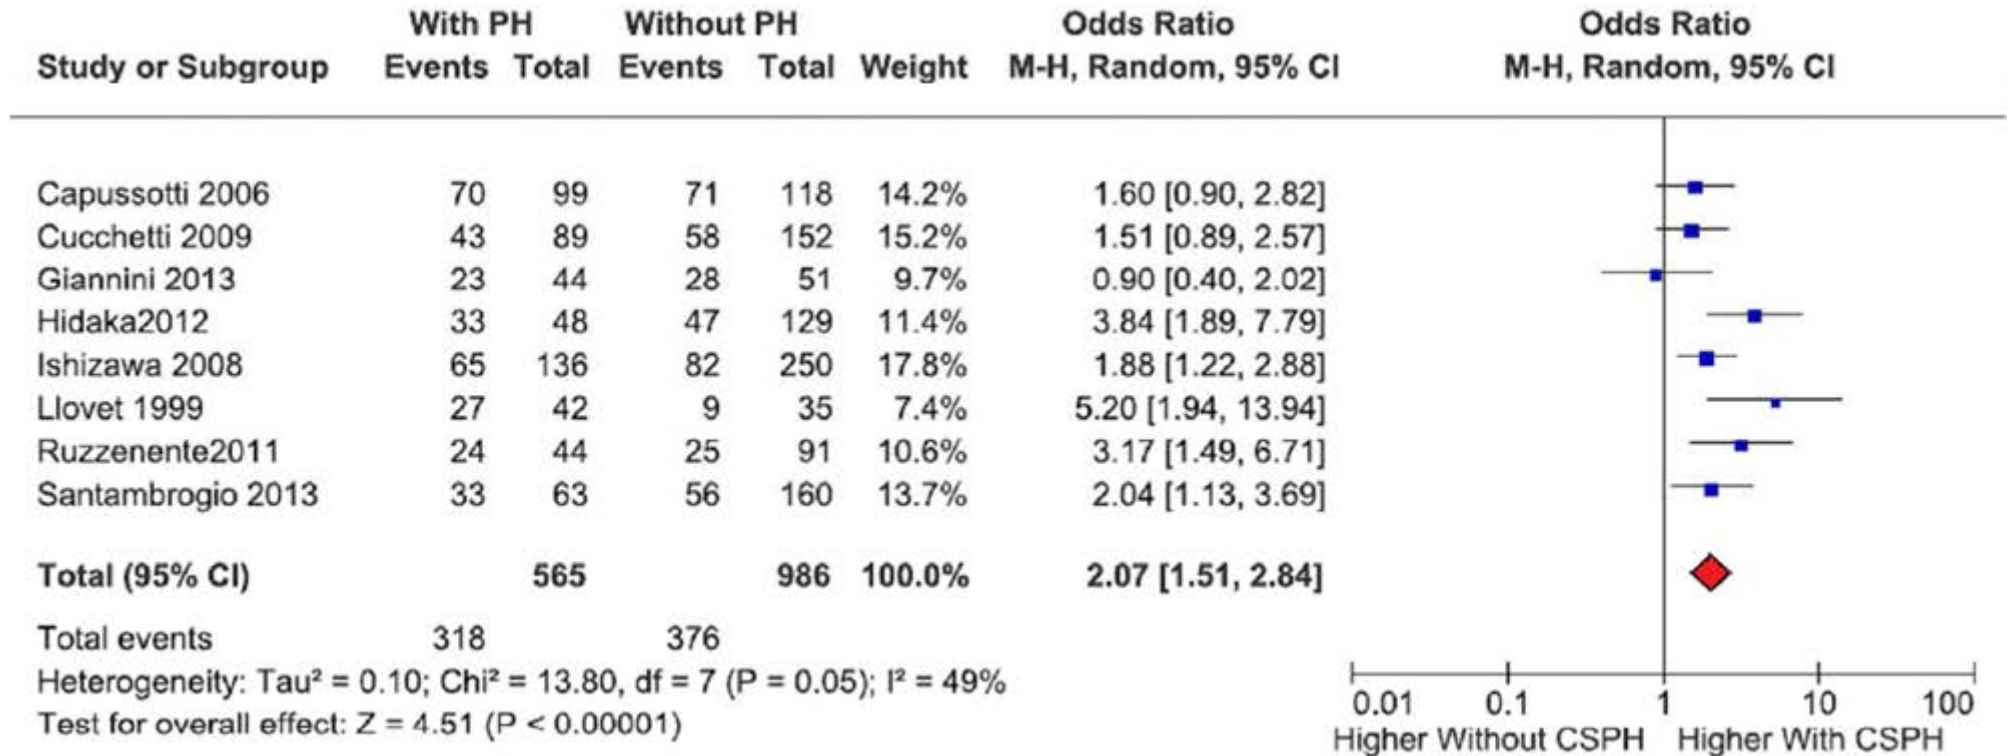 With PH Without PH Odds Ratio Odds Ratio
Study or Subgroup Events Total Events Total Weight M-H, Random, 95% CI M-H, Random, 95% CI
Capussotti 2006 70 99 71 118 14.2% 1.60 [0.90, 2.82]
Cucchetti 2009 43 89 58 152 15.2% 1.51 [0.89, 2.57]
Giannini 2013 23 44 28 51 9.7% 0.90 [0.40, 2.02]
Hidaka2012 33 48 47 129 11.4% 3.84 [1.89, 7.79]
Ishizawa 2008 65 136 82 250 17.8% 1.88 [1.22, 2.88]
Llovet 1999 27 42 9 35 7.4% 5.20 [1.94, 13.94]
Ruzzenente2011 24 44 25 91 10.6% 3.17 [1.49, 6.71]
Santambrogio 2013 33 63 56 160 13.7% 2.04 [1.13, 3.69]
Total (95% CI) 565 986 100.0% 2.07 [1.51, 2.84]
Total events 318 376
Heterogeneity: Tau² = 0.10; Chi² = 13.80, df = 7 (P = 0.05); I² = 49%
Test for overall effect: Z = 4.51 (P < 0.00001)
0.01 0.1 1 10 100
Higher Without CSPH Higher With CSPH